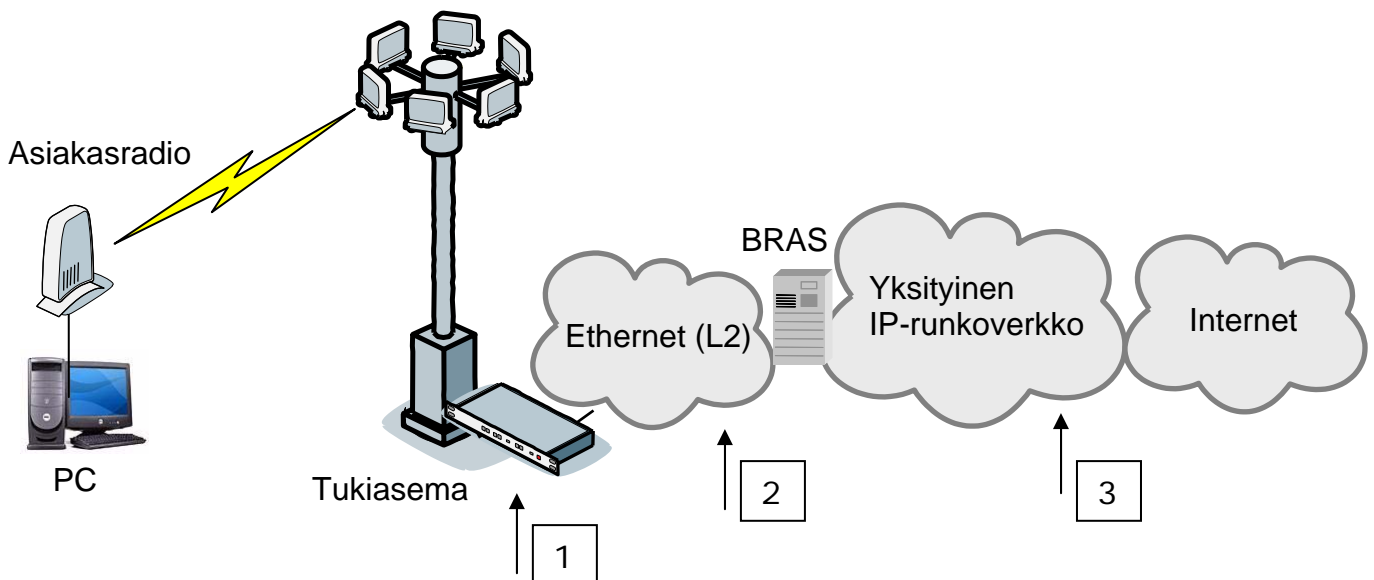 Asiakasradio
PC
Tukiasema
1
Ethernet (L2)
2
BRAS
Yksityinen
IP-runkoverkko
3
Internet